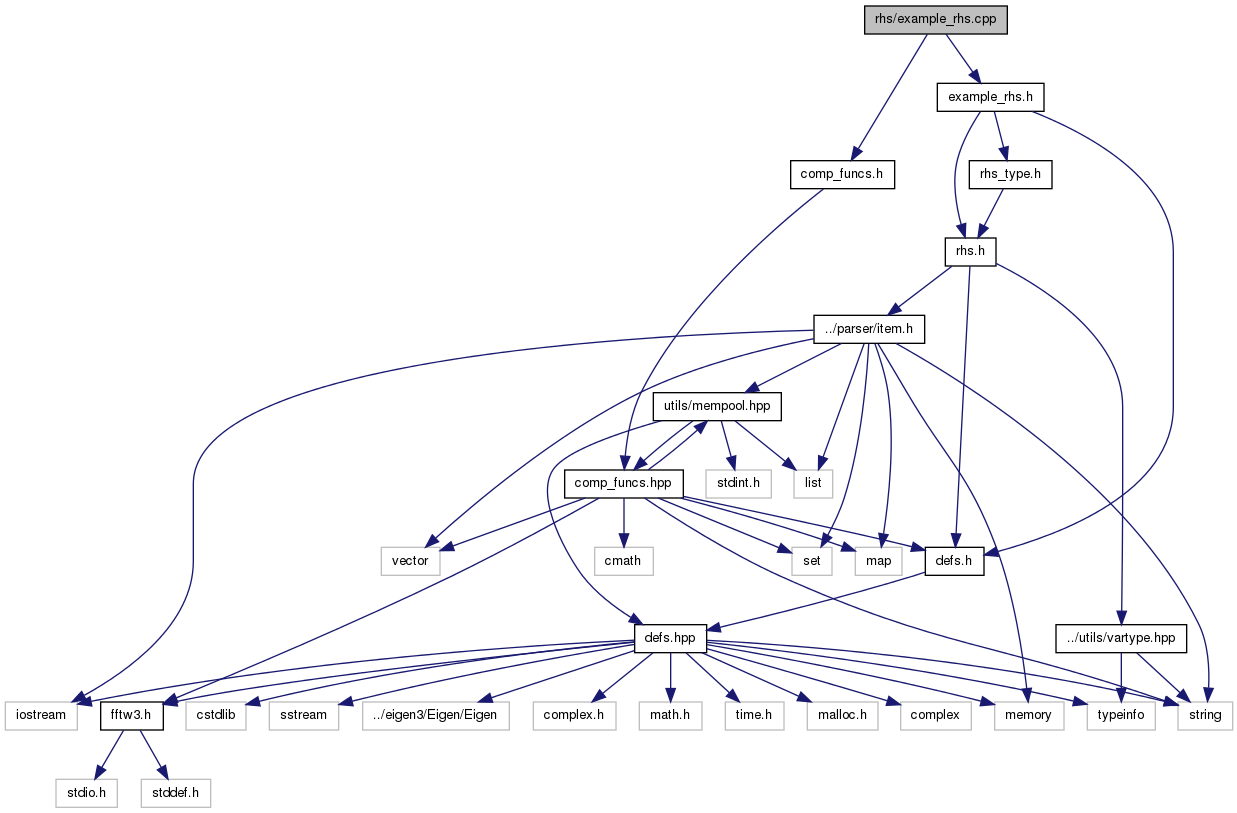 rhs/example_rhs.cpp
example_rhs.h
comp_funcs.h
rhs_type.h
rhs.h
../parser/item.h
utils/mempool.hpp
comp_funcs.hpp
stdint.h
list
vector
cmath
set
map
defs.h
defs.hpp
../utils/vartype.hpp
iostream
fftw3.h
cstdlib
sstream
../eigen3/Eigen/Eigen
complex.h
math.h
time.h
malloc.h
complex
memory
typeinfo
string
stdio.h
stddef.h